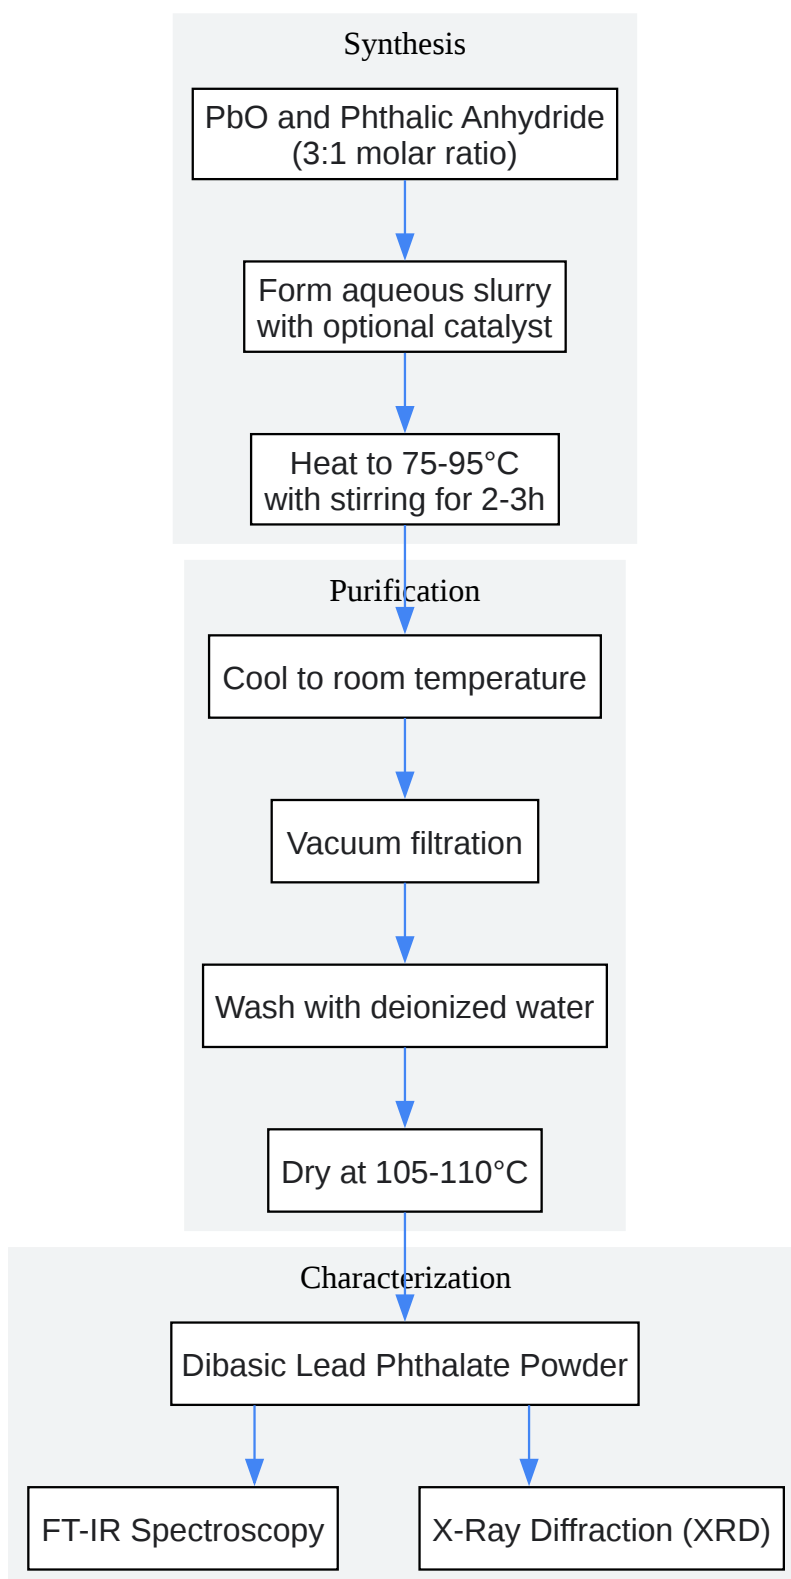 Synthesis
PbO and Phthalic Anhydride
(3:1 molar ratio)
Form aqueous slurry
with optional catalyst
Heat to 75-95°C
with stirring for 2-3h
Purification
Cool to room temperature
Vacuum filtration
Wash with deionized water
Dry at 105-110°C
Characterization
Dibasic Lead Phthalate Powder
FT-IR Spectroscopy
X-Ray Diffraction (XRD)